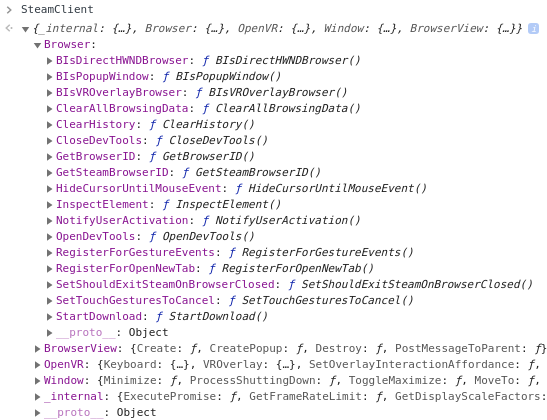 SteamClient
{_internal: {…}, Browser: {…}, OpenVR: {…}, Window: {…}, BrowserView: {…}} i
Browser:
BIsDirectHWNDBrowser: ƒ BIsDirectHWNDBrowser()
BIsPopupWindow: ƒ BIsPopupWindow()
BIsVROverlayBrowser: ƒ BIsVROverlayBrowser()
ClearAllBrowsingData: ƒ ClearAllBrowsingData()
ClearHistory: ƒ ClearHistory()
CloseDevTools: ƒ CloseDevTools()
GetBrowserID: ƒ GetBrowserID()
GetSteamBrowserID: ƒ GetSteamBrowserID()
HideCursorUntilMouseEvent: ƒ HideCursorUntilMouseEvent()
InspectElement: ƒ InspectElement()
NotifyUserActivation: ƒ NotifyUserActivation()
OpenDevTools: ƒ OpenDevTools()
RegisterForGestureEvents: ƒ RegisterForGestureEvents()
RegisterForOpenNewTab: ƒ RegisterForOpenNewTab()
SetShouldExitSteamOnBrowserClosed: ƒ SetShouldExitSteamOnBrowserClosed()
SetTouchGesturesToCancel: ƒ SetTouchGesturesToCancel()
StartDownload: ƒ StartDownload()
__proto__: Object
BrowserView: {Create: ƒ, CreatePopup: ƒ, Destroy: ƒ, PostMessageToParent: ƒ}
OpenVR: {Keyboard: {…}, VROverlay: {…}, SetOverlayInteractionAffordance: ƒ,
Window: {Minimize: ƒ, ProcessShuttingDown: ƒ, ToggleMaximize: ƒ, MoveTo: ƒ,
_internal: {ExecutePromise: ƒ, GetFrameRateLimit: ƒ, GetDisplayScaleFactors:
__proto__: Object